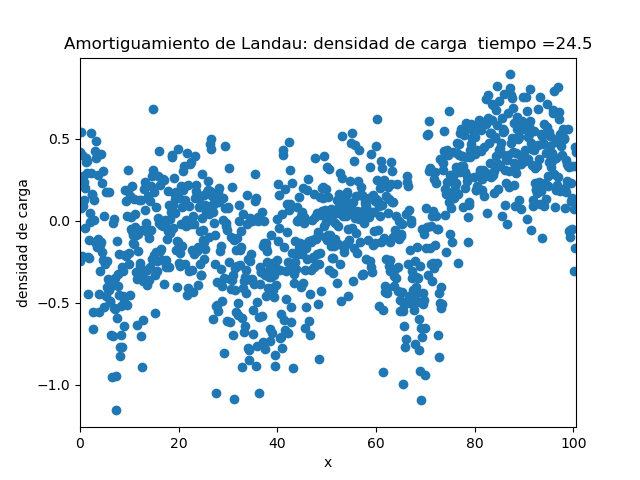 Amortiguamiento de Landau: densidad de carga  tiempo =24.5
densidad de carga
0.5
0.0
−0.5
−1.0
0 20 40 60 80 100
x